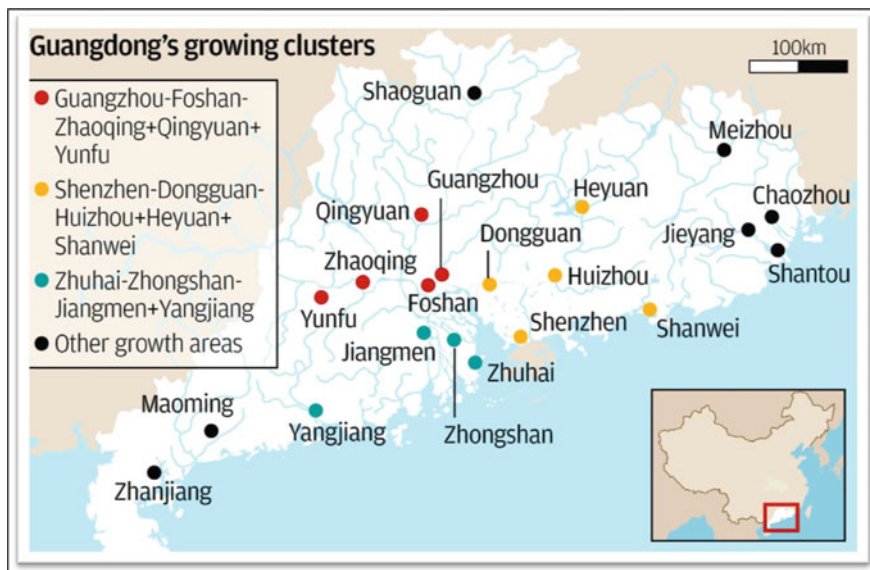 Guangdong's growing clusters
100km
Guangzhou-Foshan-
Zhaoqing+Qingyuan+
Yunfu
Shenzhen-Dongguan-
Huizhou+Heyuan+
Shanwei
Zhuhai-Zhongshan-
Jiangmen+Yangjiang
Other growth areas
Shaoguan
Meizhou
Guangzhou
Heyuan
Chaozhou
Qingyuan
Dongguan
Jieyang
Zhaoqing
Huizhou
Shantou
Yunfu
Foshan
Shenzhen
Shanwei
Jiangmen
Zhuhai
Maoming
Yangjiang
Zhongshan
Zhanjiang